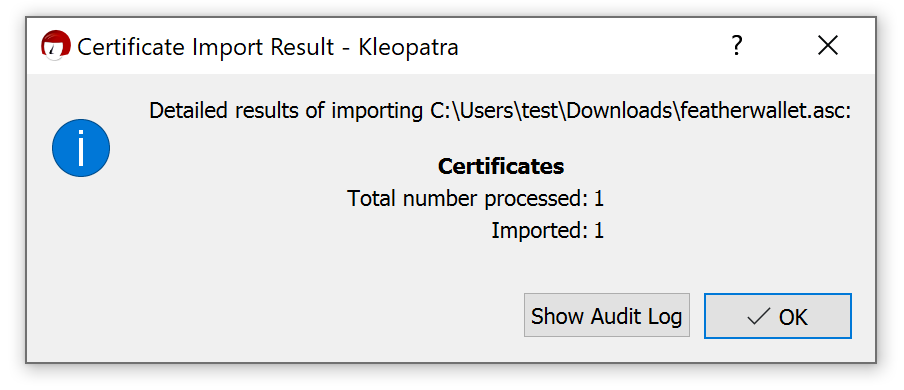 Certificate Import Result - Kleopatra
Detailed results of importing C:\Users\test\Downloads\featherwallet.asc:
Certificates
Total number processed: 1
Imported: 1
Show Audit Log
OK